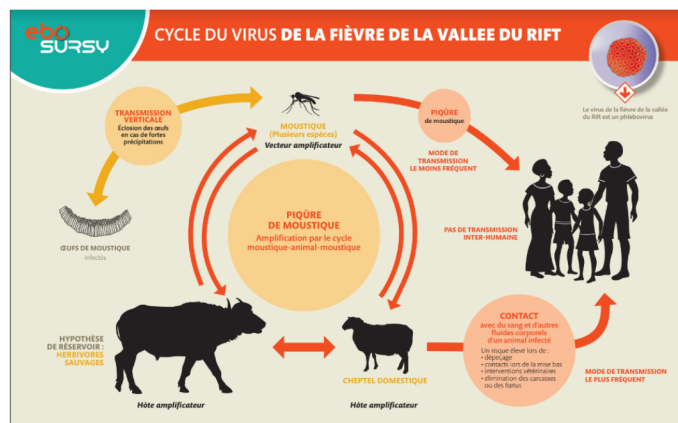 ebo
SURSY
CYCLE DU VIRUS DE LA FIÈVRE DE LA VALLEE DU RIFT
Le virus de la fièvre de la vallée
du Rift est un phlebovirus
TRANSMISSION
VERTICALE
Éclosion des œufs
en cas de fortes
précipitations
MOUSTIQUE
(Plusieurs espèces)
Vecteur amplificateur
PIQÛRE
de moustique
MODE DE
TRANSMISSION
LE MOINS FRÉQUENT
ŒUFS DE MOUSTIQUE
infectés
PIQÛRE
DE MOUSTIQUE
Amplification par le cycle
moustique-animal-moustique
PAS DE TRANSMISSION
INTER-HUMAINE
HYPOTHÈSE
DE RÉSERVOIR :
HERBIVORES
SAUVAGES
Hôte amplificateur
CHEPTEL DOMESTIQUE
Hôte amplificateur
CONTACT
avec du sang et d'autres
fluides corporels
d'un animal infecté
Un risque élevé lors de :
• dépeçage
• contacts lors de la mise bas
• interventions vétérinaires
• élimination des carcasses
ou des fœtus
MODE DE TRANSMISSION
LE PLUS FRÉQUENT